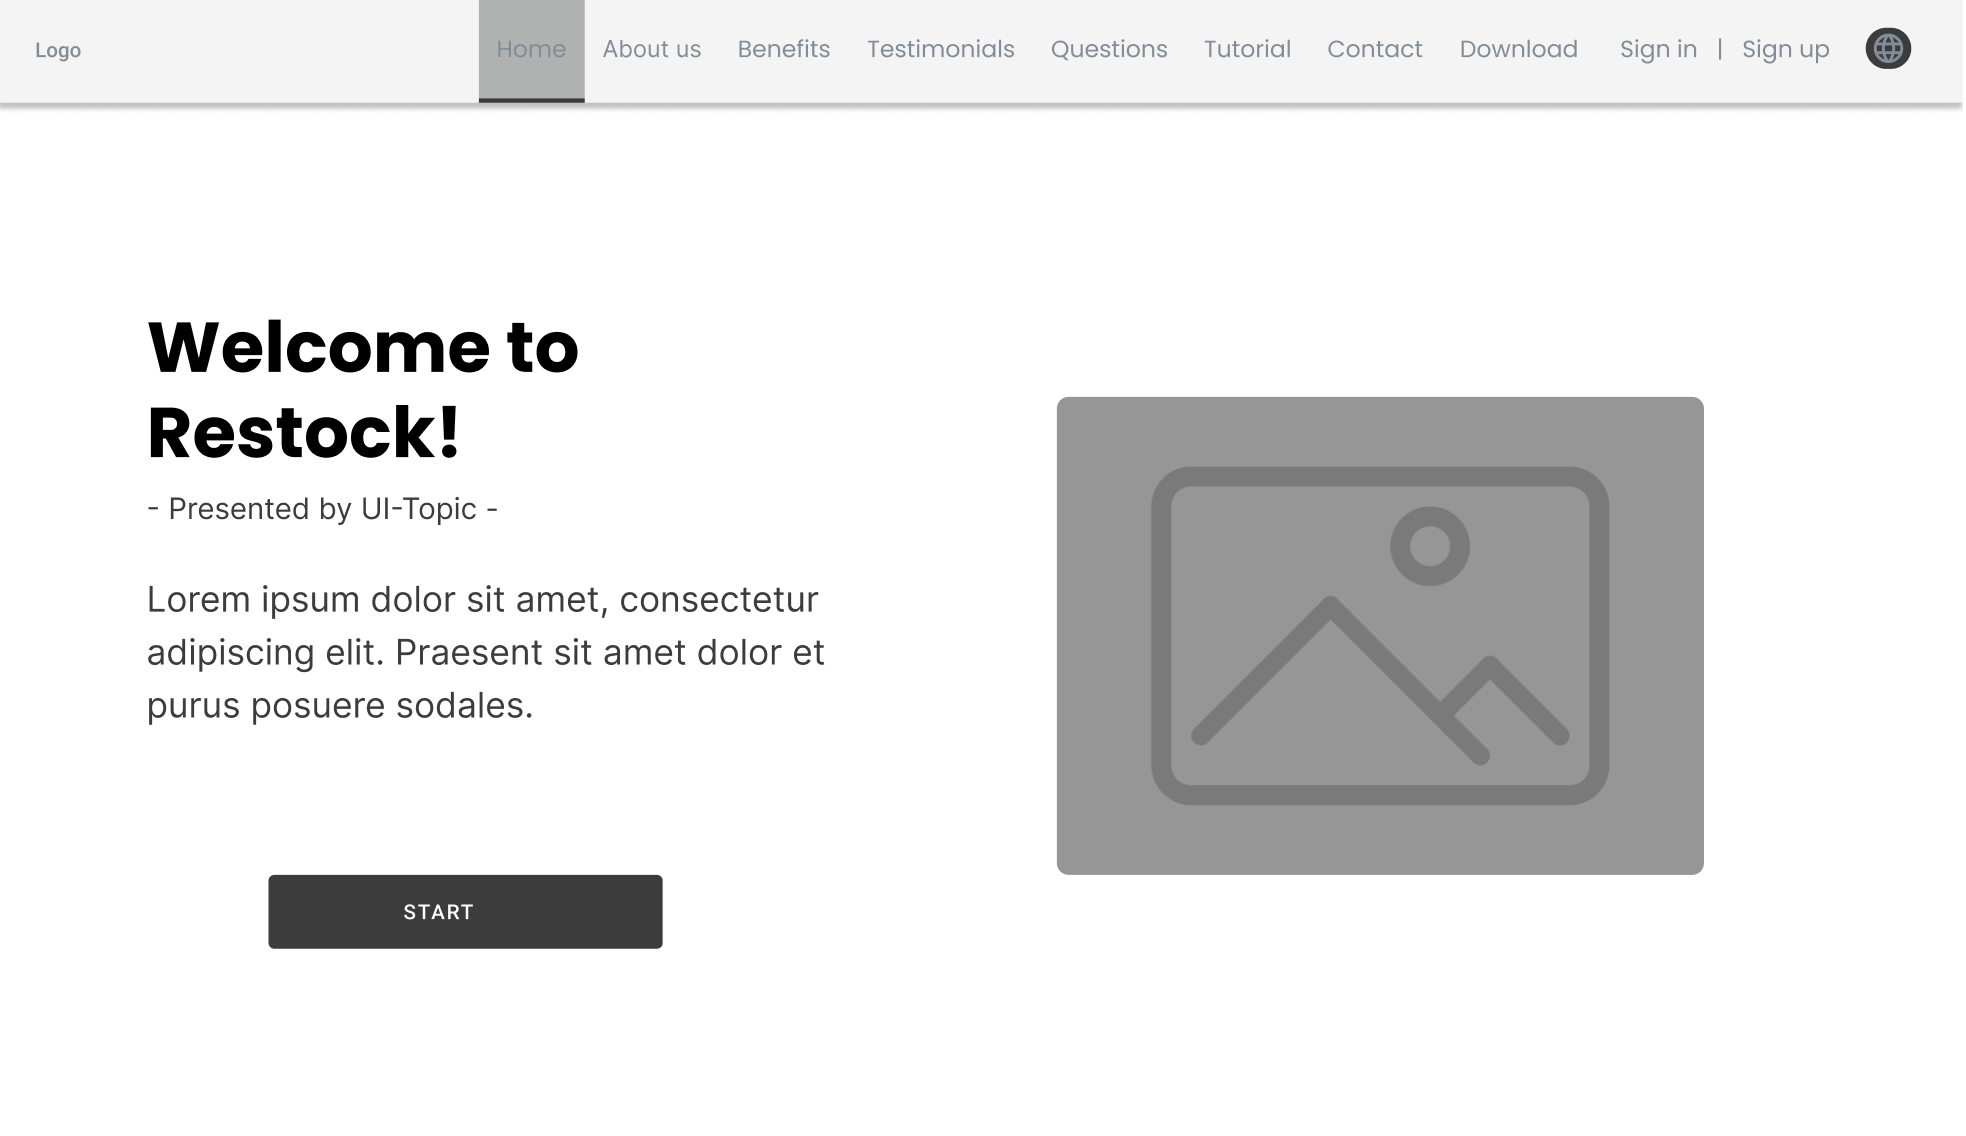 Logo
Home About us Benefits Testimonials Questions Tutorial Contact Download Sign in | Sign up
Welcome to
Restock!
- Presented by UI-Topic -
Lorem ipsum dolor sit amet, consectetur
adipiscing elit. Praesent sit amet dolor et
purus posuere sodales.
START